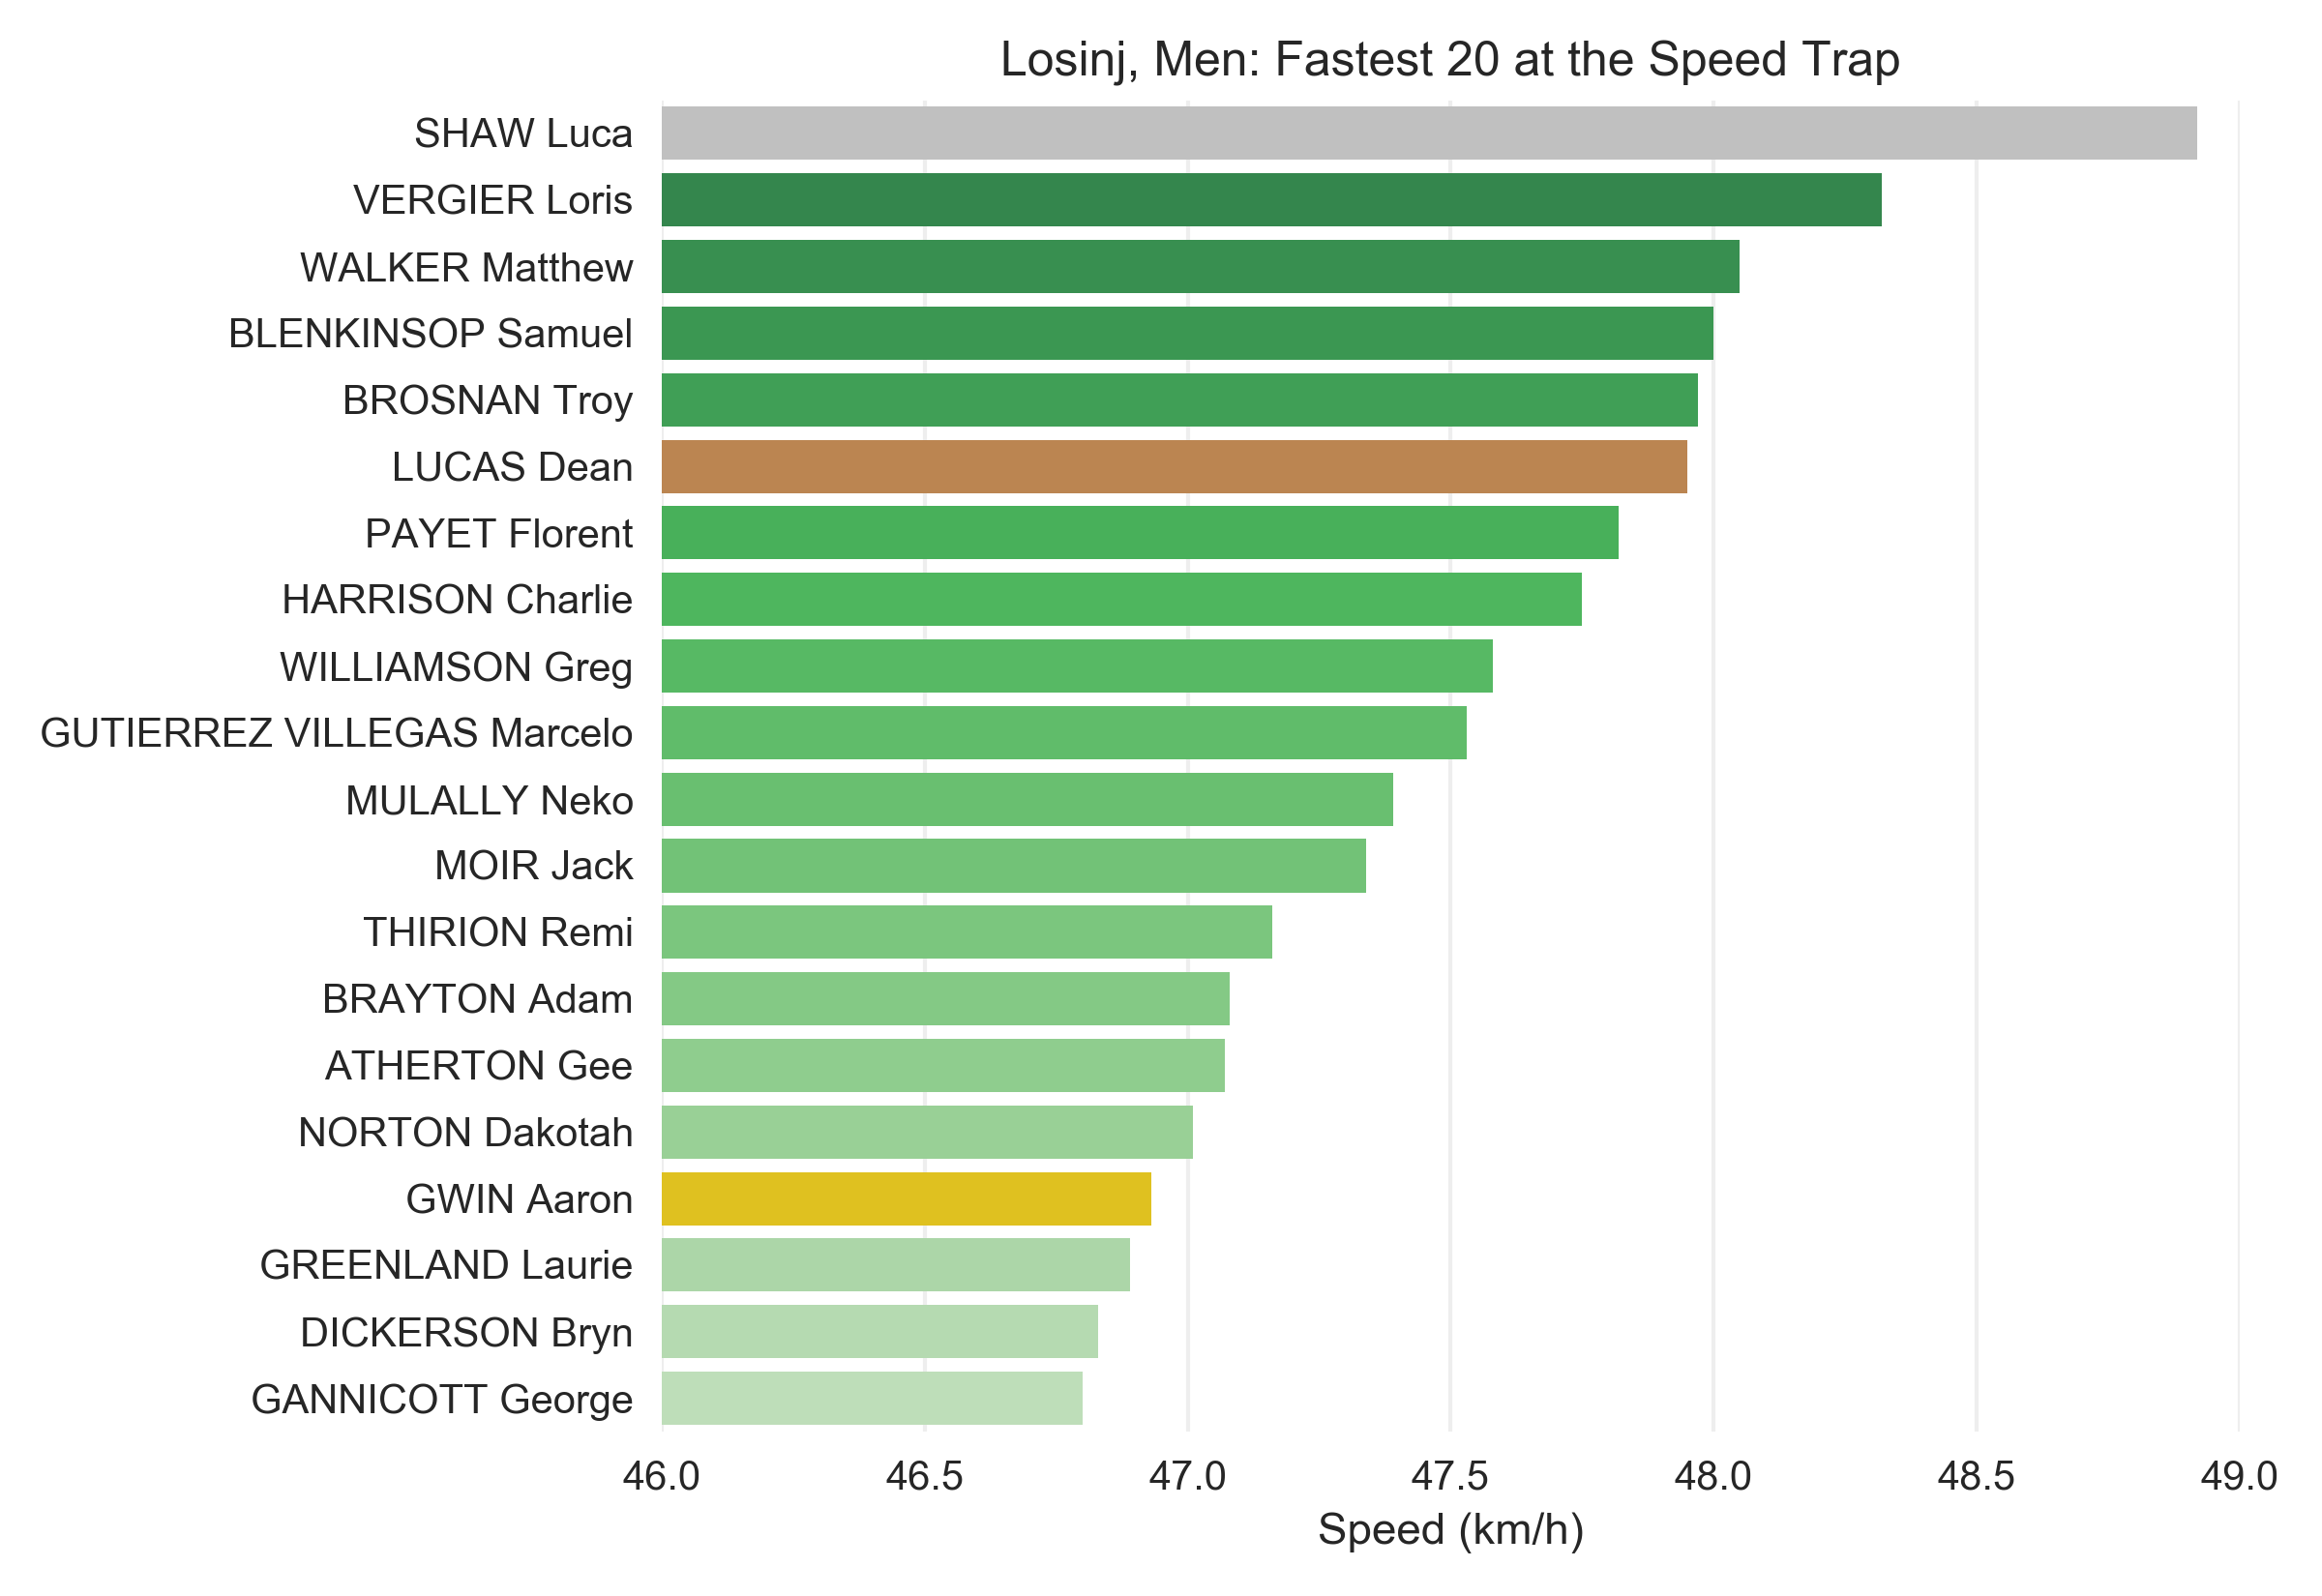 Losinj, Men: Fastest 20 at the Speed Trap
SHAW Luca
VERGIER Loris
WALKER Matthew
BLENKINSOP Samuel
BROSNAN Troy
LUCAS Dean
PAYET Florent
HARRISON Charlie
WILLIAMSON Greg
GUTIERREZ VILLEGAS Marcelo
MULALLY Neko
MOIR Jack
THIRION Remi
BRAYTON Adam
ATHERTON Gee
NORTON Dakotah
GWIN Aaron
GREENLAND Laurie
DICKERSON Bryn
GANNICOTT George
46.0 46.5 47.0 47.5 48.0 48.5 49.0
Speed (km/h)